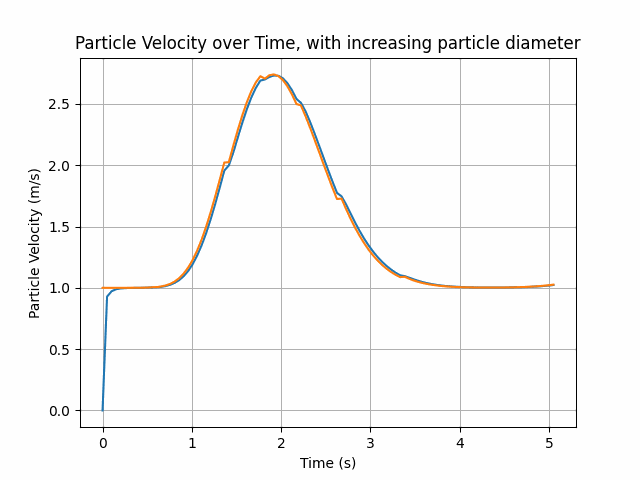 Particle Velocity over Time, with increasing particle diameter
Particle Velocity (m/s)
2.5
2.0
1.5
1.0
0.5
0.0
0 1 2 3 4 5
Time (s)